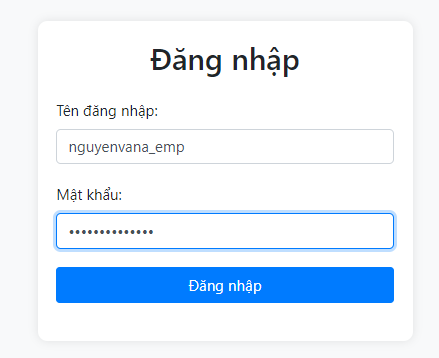 Đăng nhập
Tên đăng nhập:
nguyenvana_emp
Mật khẩu:
••••••••••••••
Đăng nhập